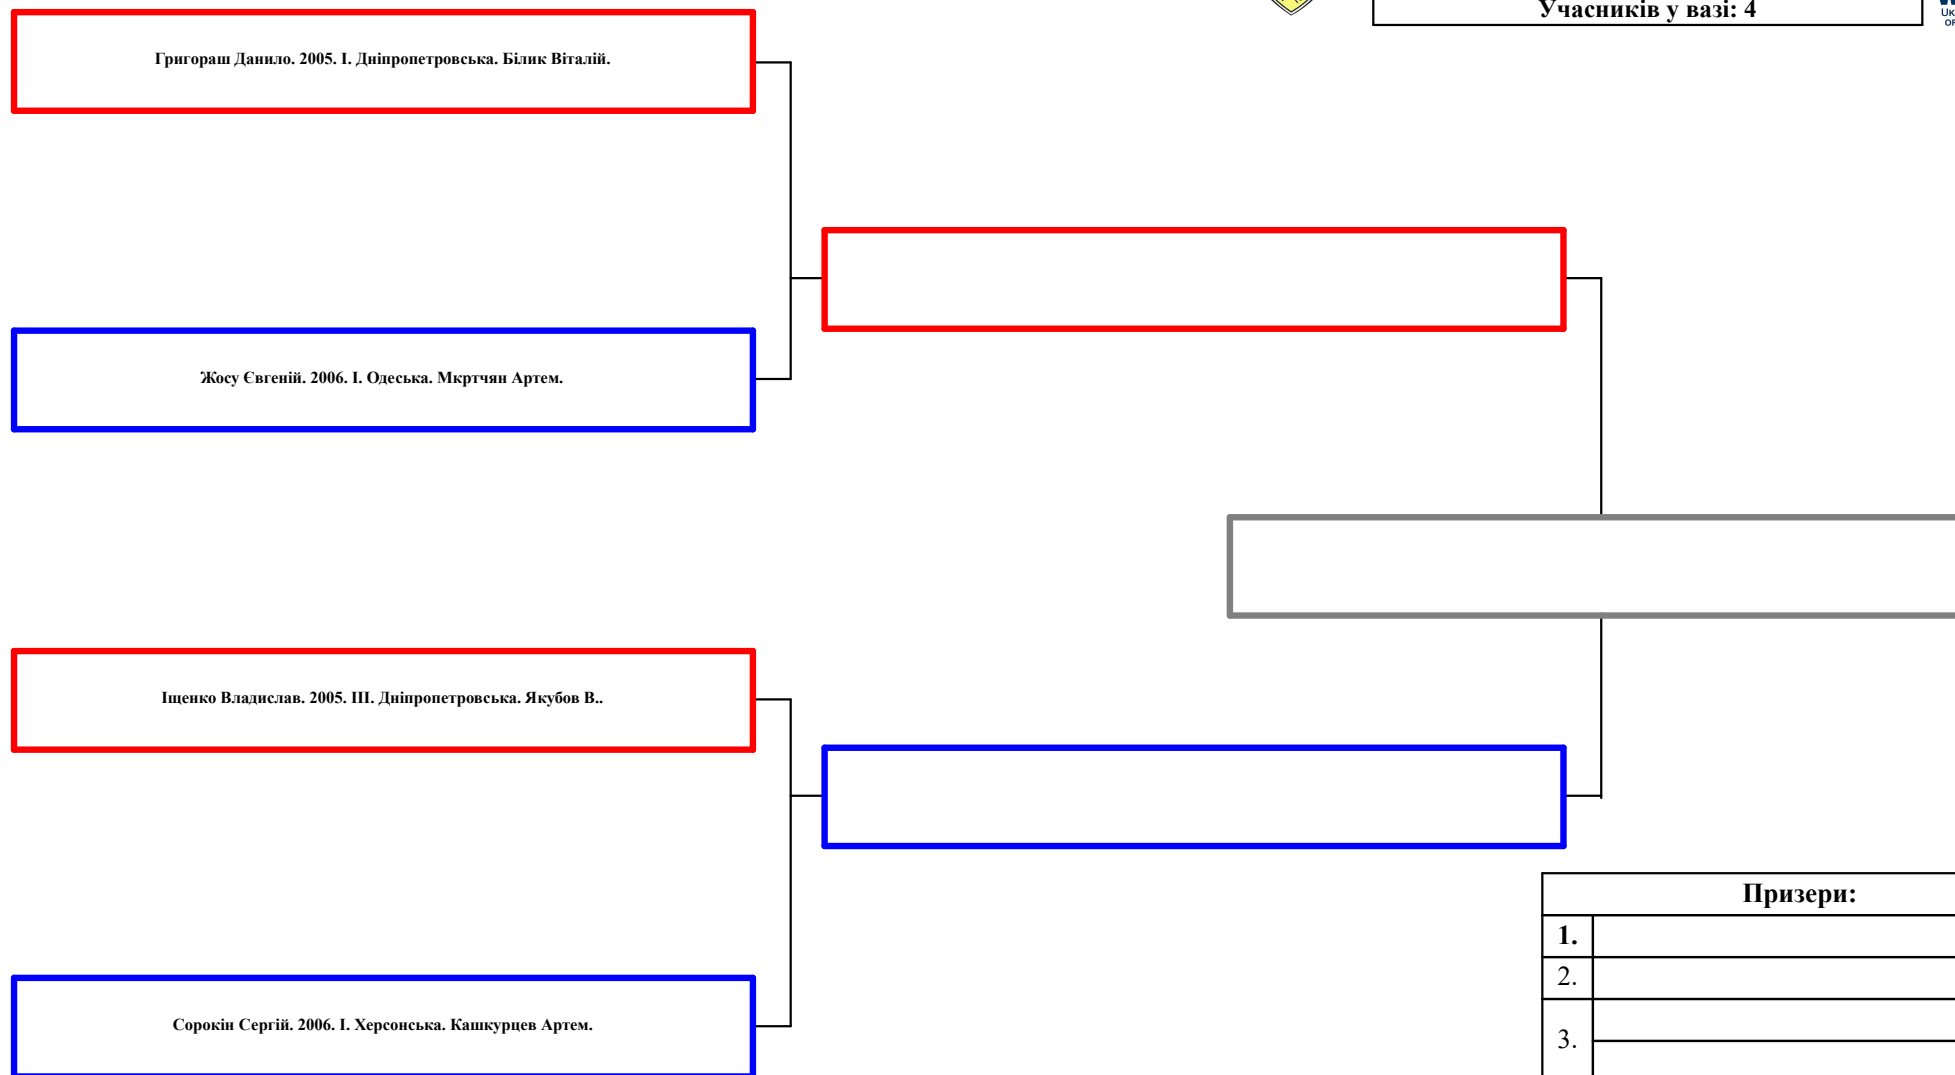 Учасників у вазі: 4
Григораш Данило. 2005. І. Дніпропетровська. Білик Віталій.
Жосу Євгеній. 2006. І. Одеська. Мкртчян Артем.
Іщенко Владислав. 2005. ІІІ. Дніпропетровська. Якубов В..
Сорокін Сергій. 2006. І. Херсонська. Кашкурцев Артем.
Призери:
1.
2.
3.